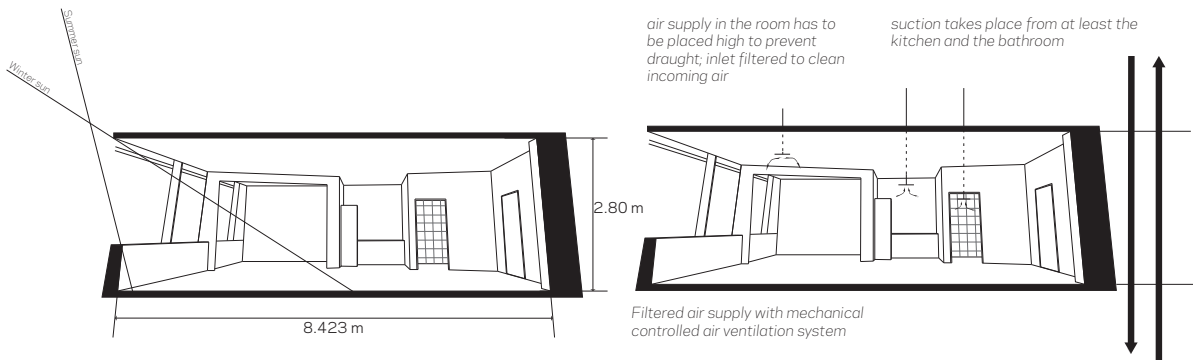 Summer sun
Winter sun
2.80 m
8.423 m
air supply in the room has to
be placed high to prevent
draught; inlet filtered to clean
incoming air
suction takes place from at least the
kitchen and the bathroom
Filtered air supply with mechanical
controlled air ventilation system